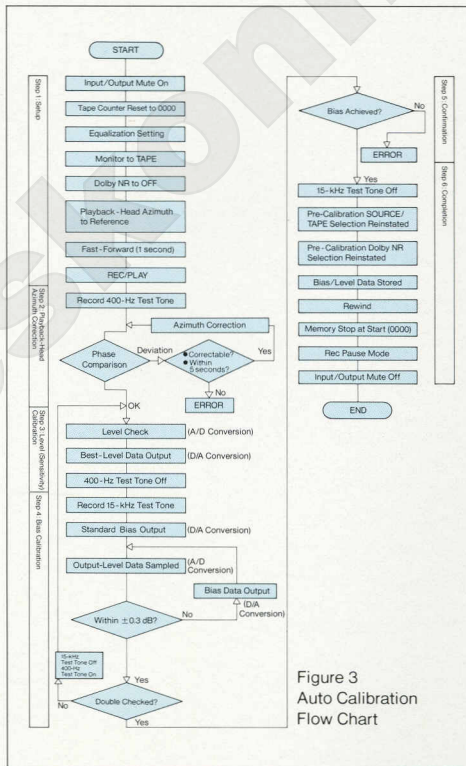 START
Step 1: Setup
Input/Output Mute On
Tape Counter Reset to 0000
Equalization Setting
Monitor to TAPE
Dolby NR to OFF
Playback-Head Azimuth
to Reference
Fast-Forward (1 second)
REC/PLAY
Record 400-Hz Test Tone
Step 2: Playback-Head
Azimuth Correction
Azimuth Correction
Phase
Comparison
Deviation
● Correctable?
● Within
5 seconds?
Yes
No
ERROR
OK
Step 3: Level (Sensitivity)
Calibration
Level Check
(A/D Conversion)
Best-Level Data Output
(D/A Conversion)
400-Hz Test Tone Off
Record 15-kHz Test Tone
Step 4: Bias Calibration
Standard Bias Output
(D/A Conversion)
Output-Level Data Sampled
(A/D
Conversion)
Bias Data Output
(D/A
Conversion)
Within ±0.3 dB?
No
Yes
15-kHz
Test Tone Off
400-Hz
Test Tone On
No
Double Checked?
Yes
Step 5: Confirmation
Bias Achieved?
No
ERROR
Yes
Step 6: Completion
15-kHz Test Tone Off
Pre-Calibration SOURCE/
TAPE Selection Reinstated
Pre-Calibration Dolby NR
Selection Reinstated
Bias/Level Data Stored
Rewind
Memory Stop at Start (0000)
Rec Pause Mode
Input/Output Mute Off
END
Figure 3
Auto Calibration
Flow Chart